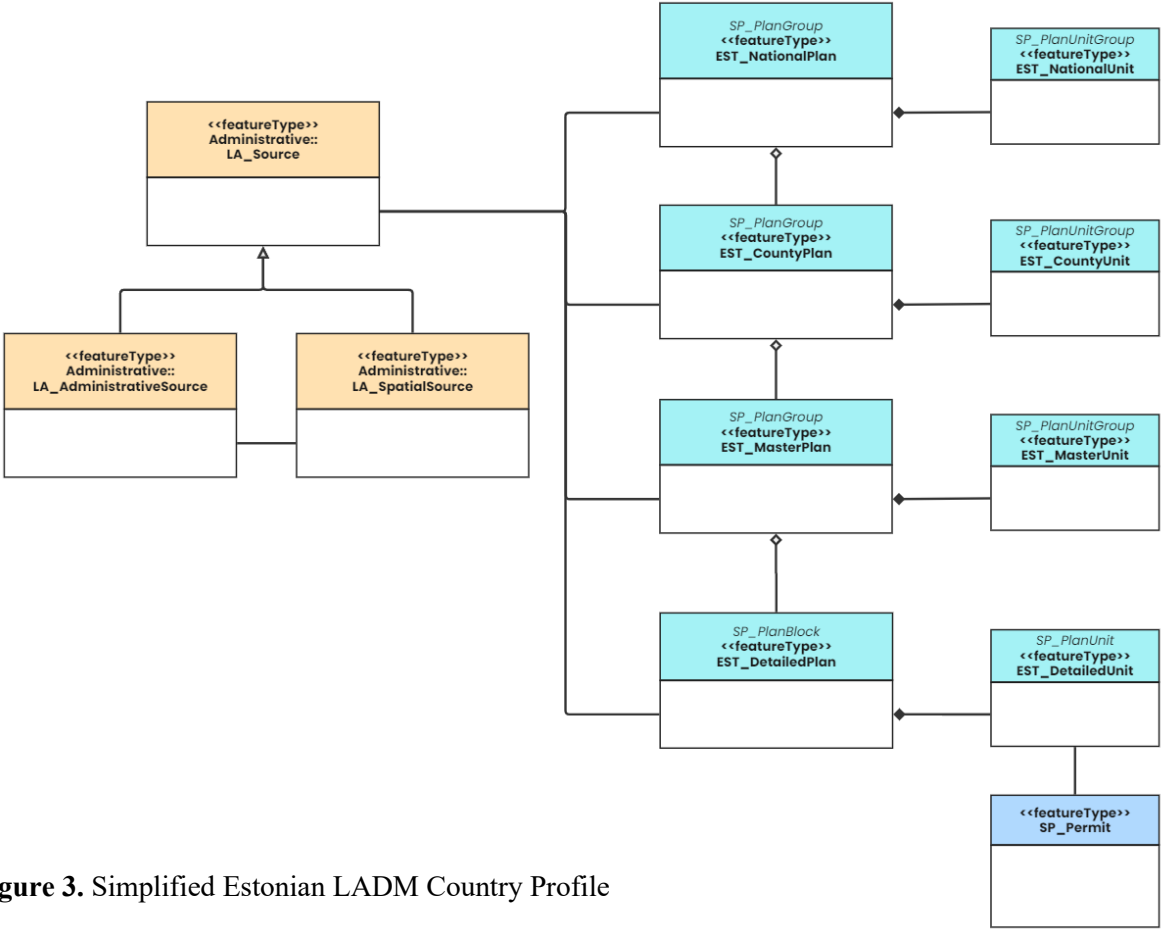 SP_PlanGroup
<<featureType>>
EST_NationalPlan
SP_PlanUnitGroup
<<featureType>>
EST_NationalUnit
<<featureType>>
Administrative::
LA_Source
SP_PlanGroup
<<featureType>>
EST_CountyPlan
SP_PlanUnitGroup
<<featureType>>
EST_CountyUnit
<<featureType>>
Administrative::
LA_AdministrativeSource
<<featureType>>
Administrative::
LA_SpatialSource
SP_PlanGroup
<<featureType>>
EST_MasterPlan
SP_PlanUnitGroup
<<featureType>>
EST_MasterUnit
SP_PlanBlock
<<featureType>>
EST_DetailedPlan
SP_PlanUnit
<<featureType>>
EST_DetailedUnit
<<featureType>>
SP_Permit
gure 3. Simplified Estonian LADM Country Profile